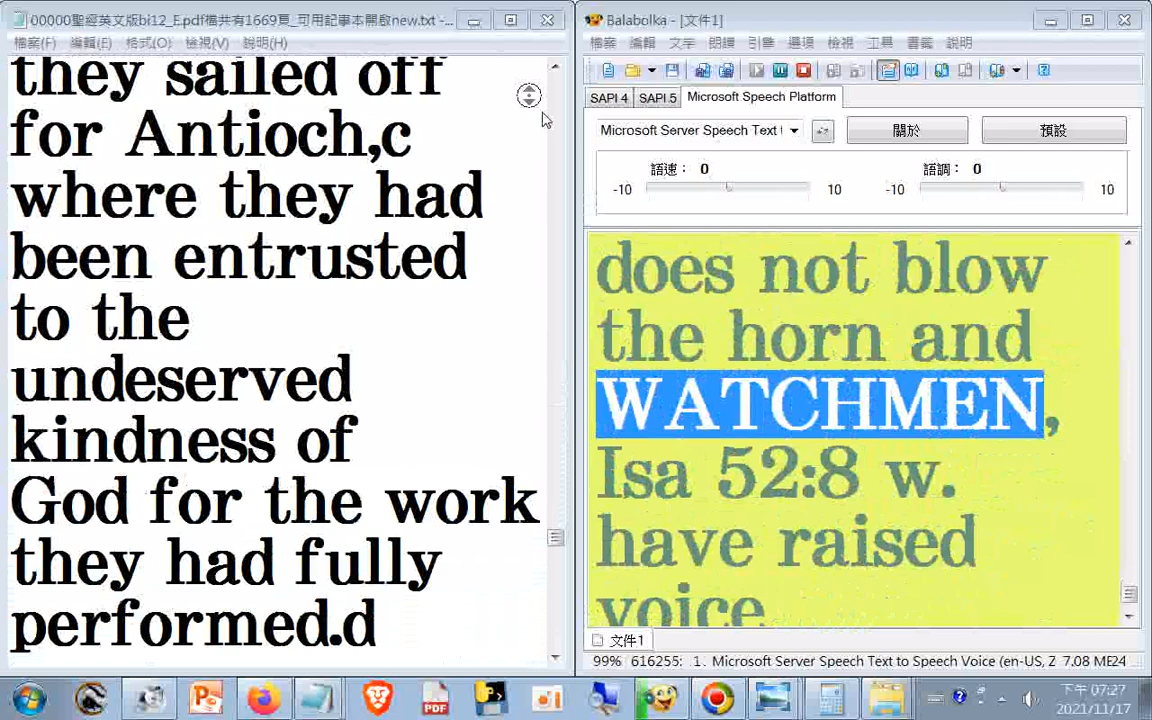 00000聖經英文版bi12_E.pdf檔共有1669頁_可用記事本開啟new.txt -...
檔案(F) 編輯(E) 格式(O) 檢視(V) 說明(H)
they sailed off
for Antioch,c
where they had
been entrusted
to the
undeserved
kindness of
God for the work
they had fully
performed.d
Balabolka - [文件1]
檔案 編輯 文字 朗讀 引擎 選項 檢視 工具 書籤 說明
SAPI 4 SAPI 5 Microsoft Speech Platform
Microsoft Server Speech Text 關於 預設
語速： 0 語調： 0
-10 10 -10 10
does not blow
the horn and
WATCHMEN,
Isa 52:8 w.
have raised
voice
文件1
99% 616255: 1. Microsoft Server Speech Text to Speech Voice (en-US, Z 7.08 ME24
PDF
下午 07:27
2021/11/17